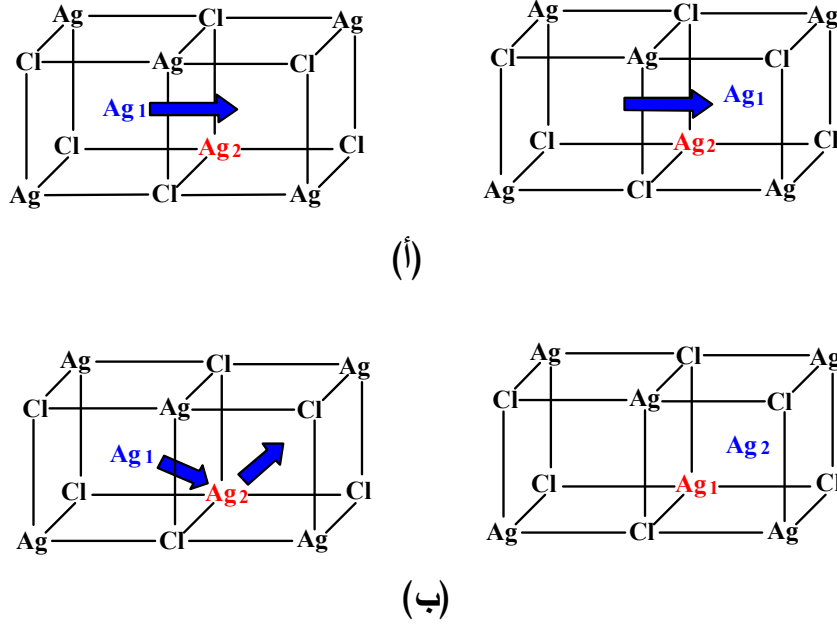 Ag Cl Ag Ag Cl Ag
Cl Ag Cl Cl Ag Cl
Ag1 Ag1
Cl Ag2 Cl Cl Ag2 Cl
Ag Cl Ag Ag Cl Ag
(أ)
Ag Cl Ag Ag Cl Ag
Cl Ag Cl Cl Ag Cl
Ag1 Ag2
Cl Ag2 Cl Cl Ag1 Cl
Ag Cl Ag Ag Cl Ag
(ب)